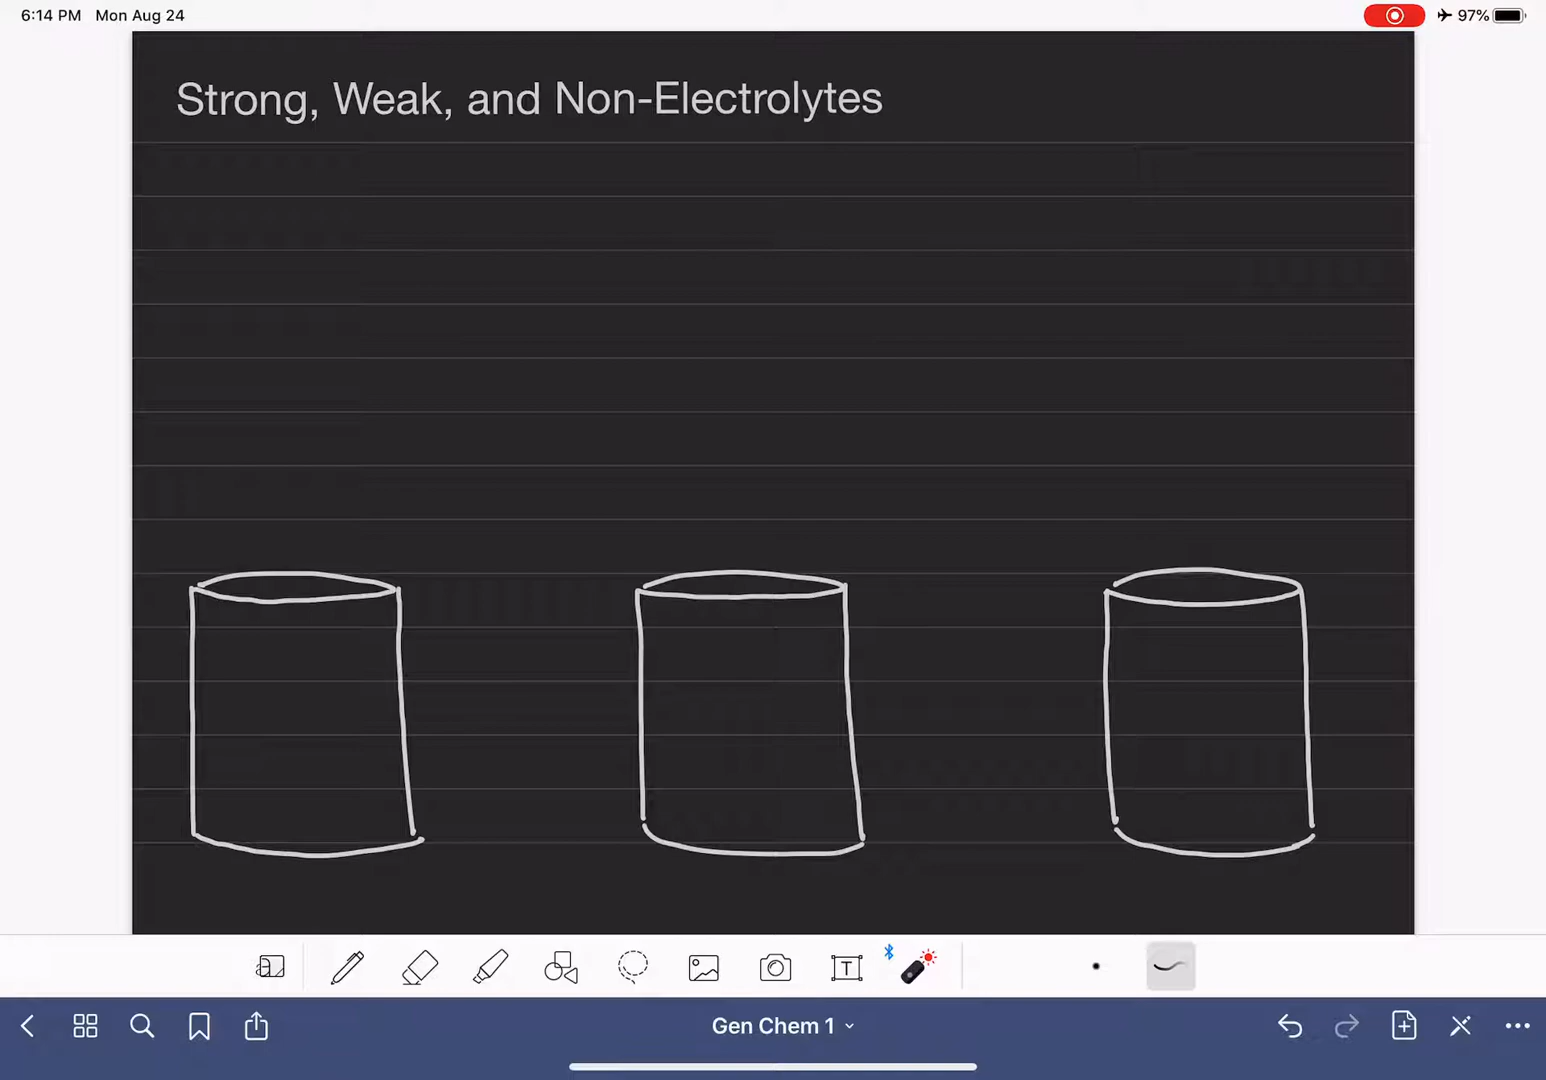 6:14 PM Mon Aug 24
97%
Strong, Weak, and Non-Electrolytes
T
Gen Chem 1